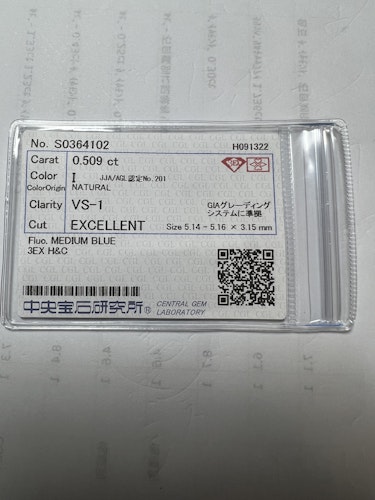 No. S0364102 H091322
Carat 0.509 ct
Color I JJA/AGL認定No.201
ColorOrigin NATURAL
Clarity VS-1 GIAグレーディング
システムに準拠
Cut EXCELLENT Size 5.14 - 5.16 × 3.15 mm
Fluo. MEDIUM BLUE
3EX H&C
中央宝石研究所® CENTRAL GEM
LABORATORY